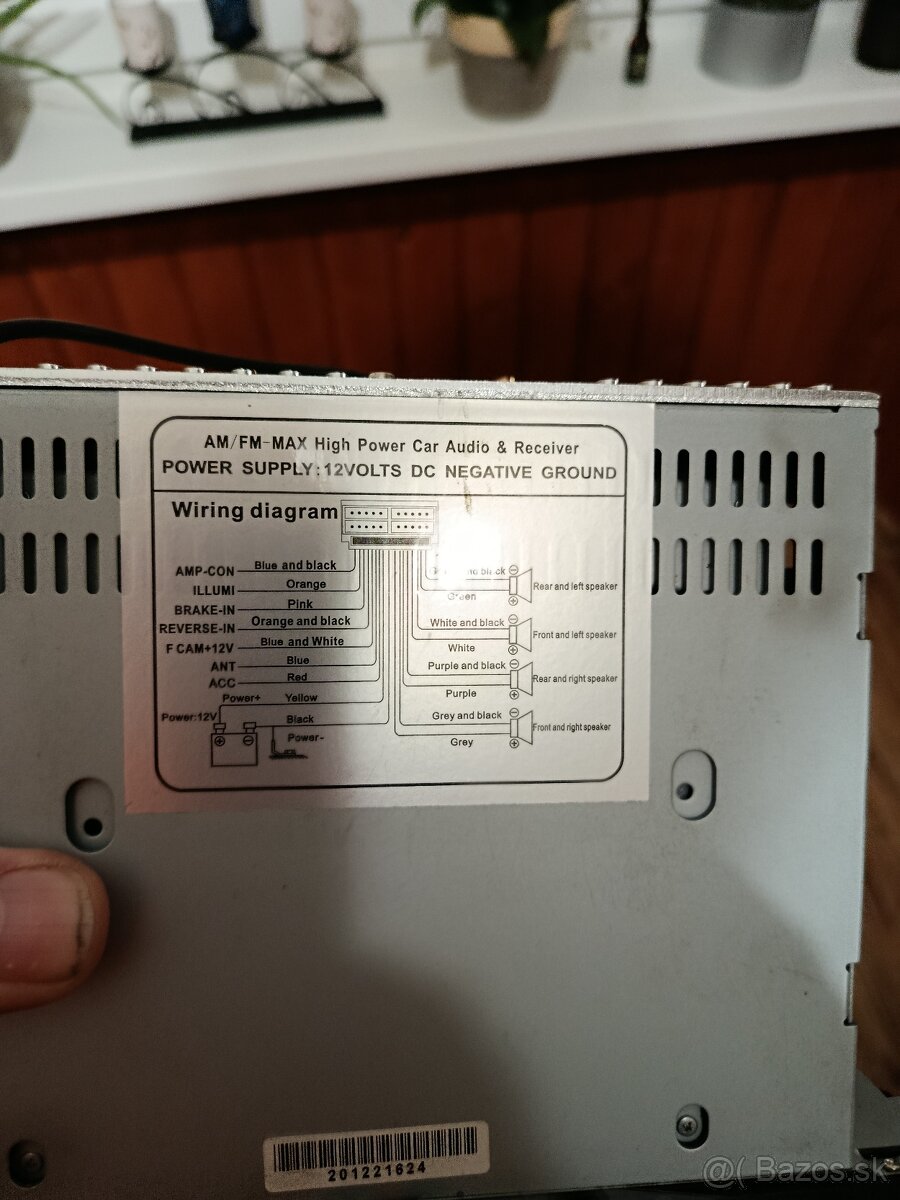 AM/FM-MAX High Power Car Audio & Receiver
POWER SUPPLY:12VOLTS DC NEGATIVE GROUND
Wiring diagram
AMP-CON Blue and black
ILLUMI Orange
BRAKE-IN Pink
REVERSE-IN Orange and black
F CAM+12V Blue and White
ANT Blue
ACC Red
Power+ Yellow
Power:12V
Black
Power-
and black
Green
Rear and left speaker
White and black
White
Front and left speaker
Purple and black
Purple
Rear and right speaker
Grey and black
Grey
Front and right speaker
201221624
@( Bazos.sk